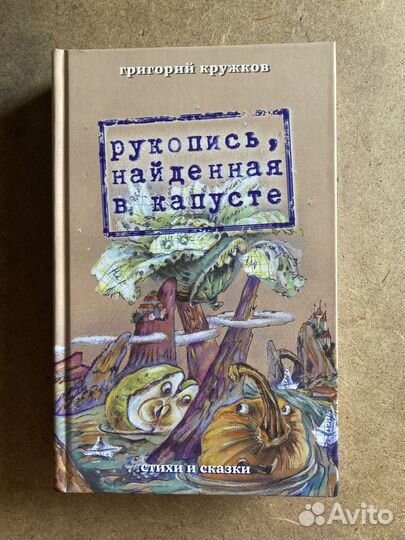 григорий кружков
рукопись,
найденная
в капусте
стихи и сказки
Avito